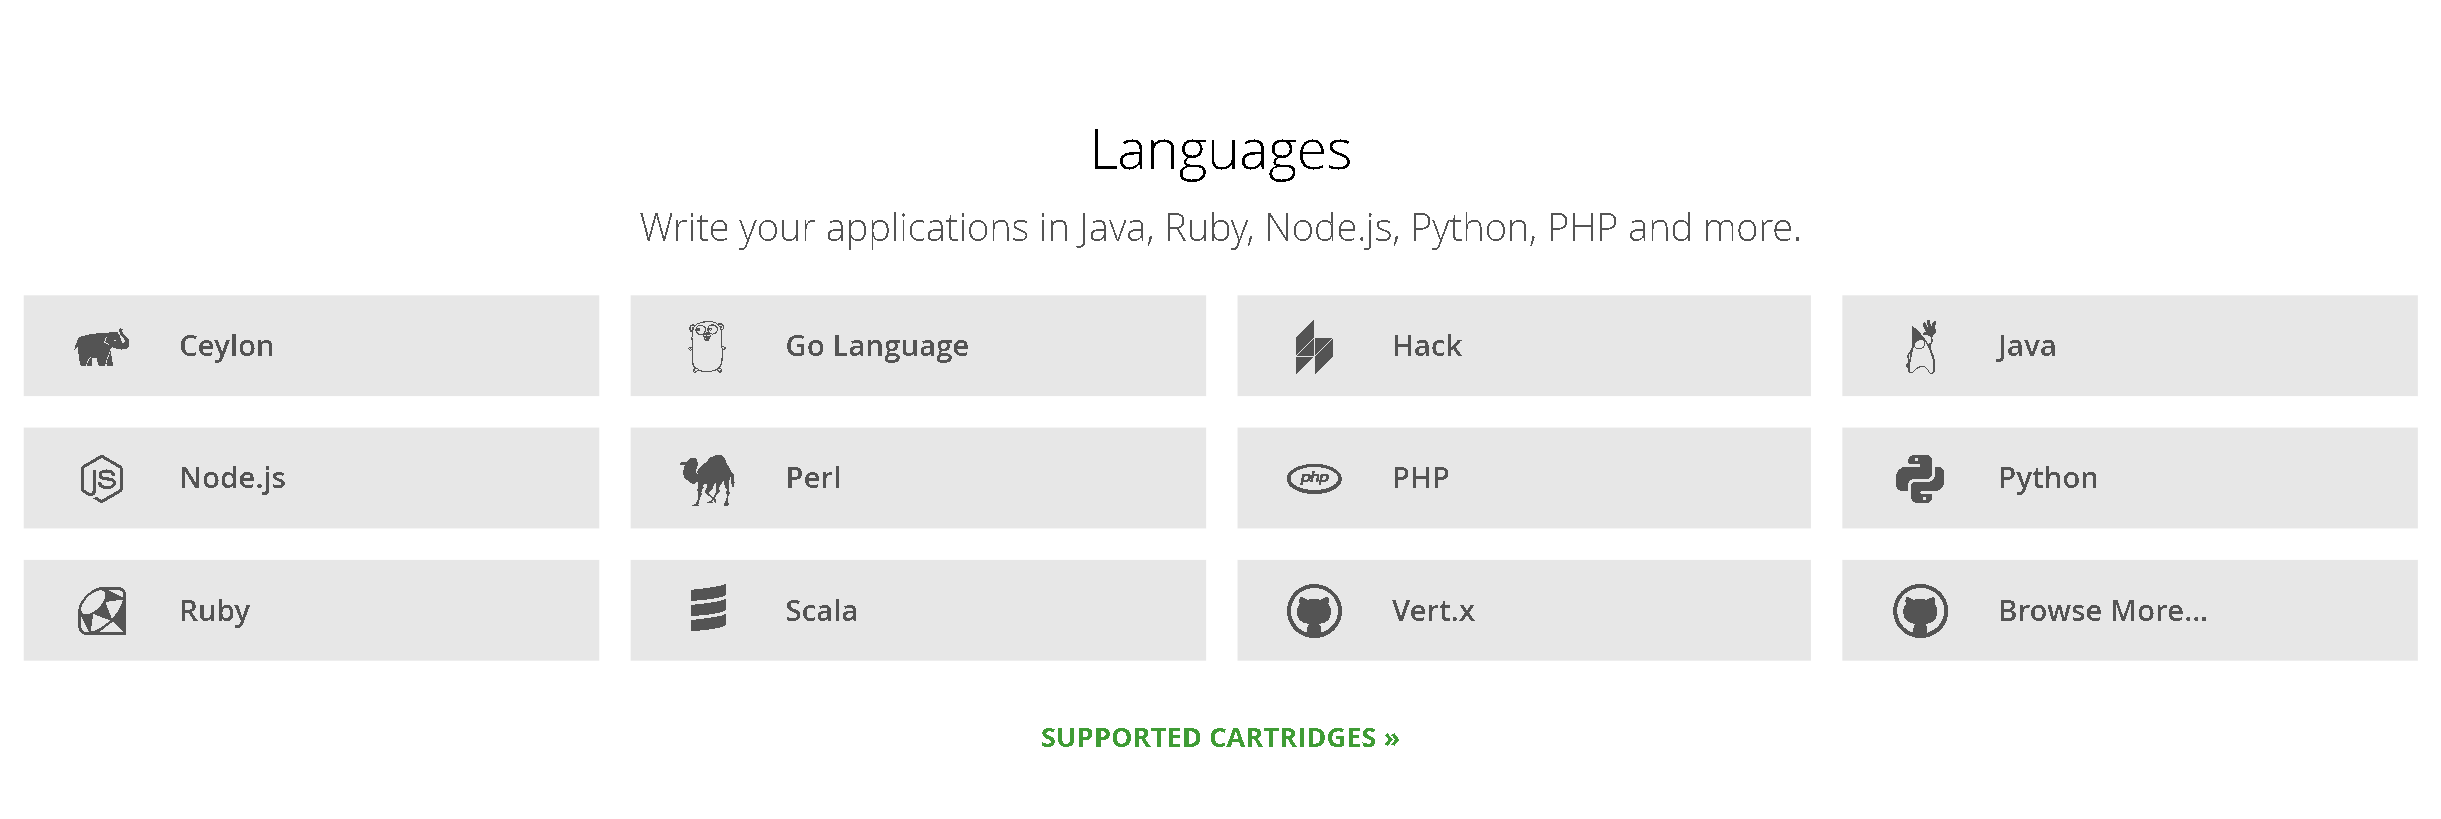 Languages
Write your applications in Java, Ruby, Node.js, Python, PHP and more.
Ceylon
Go Language
Hack
Java
JS Node.js
Perl
php PHP
Python
Ruby
Scala
Vert.x
Browse More...
SUPPORTED CARTRIDGES »